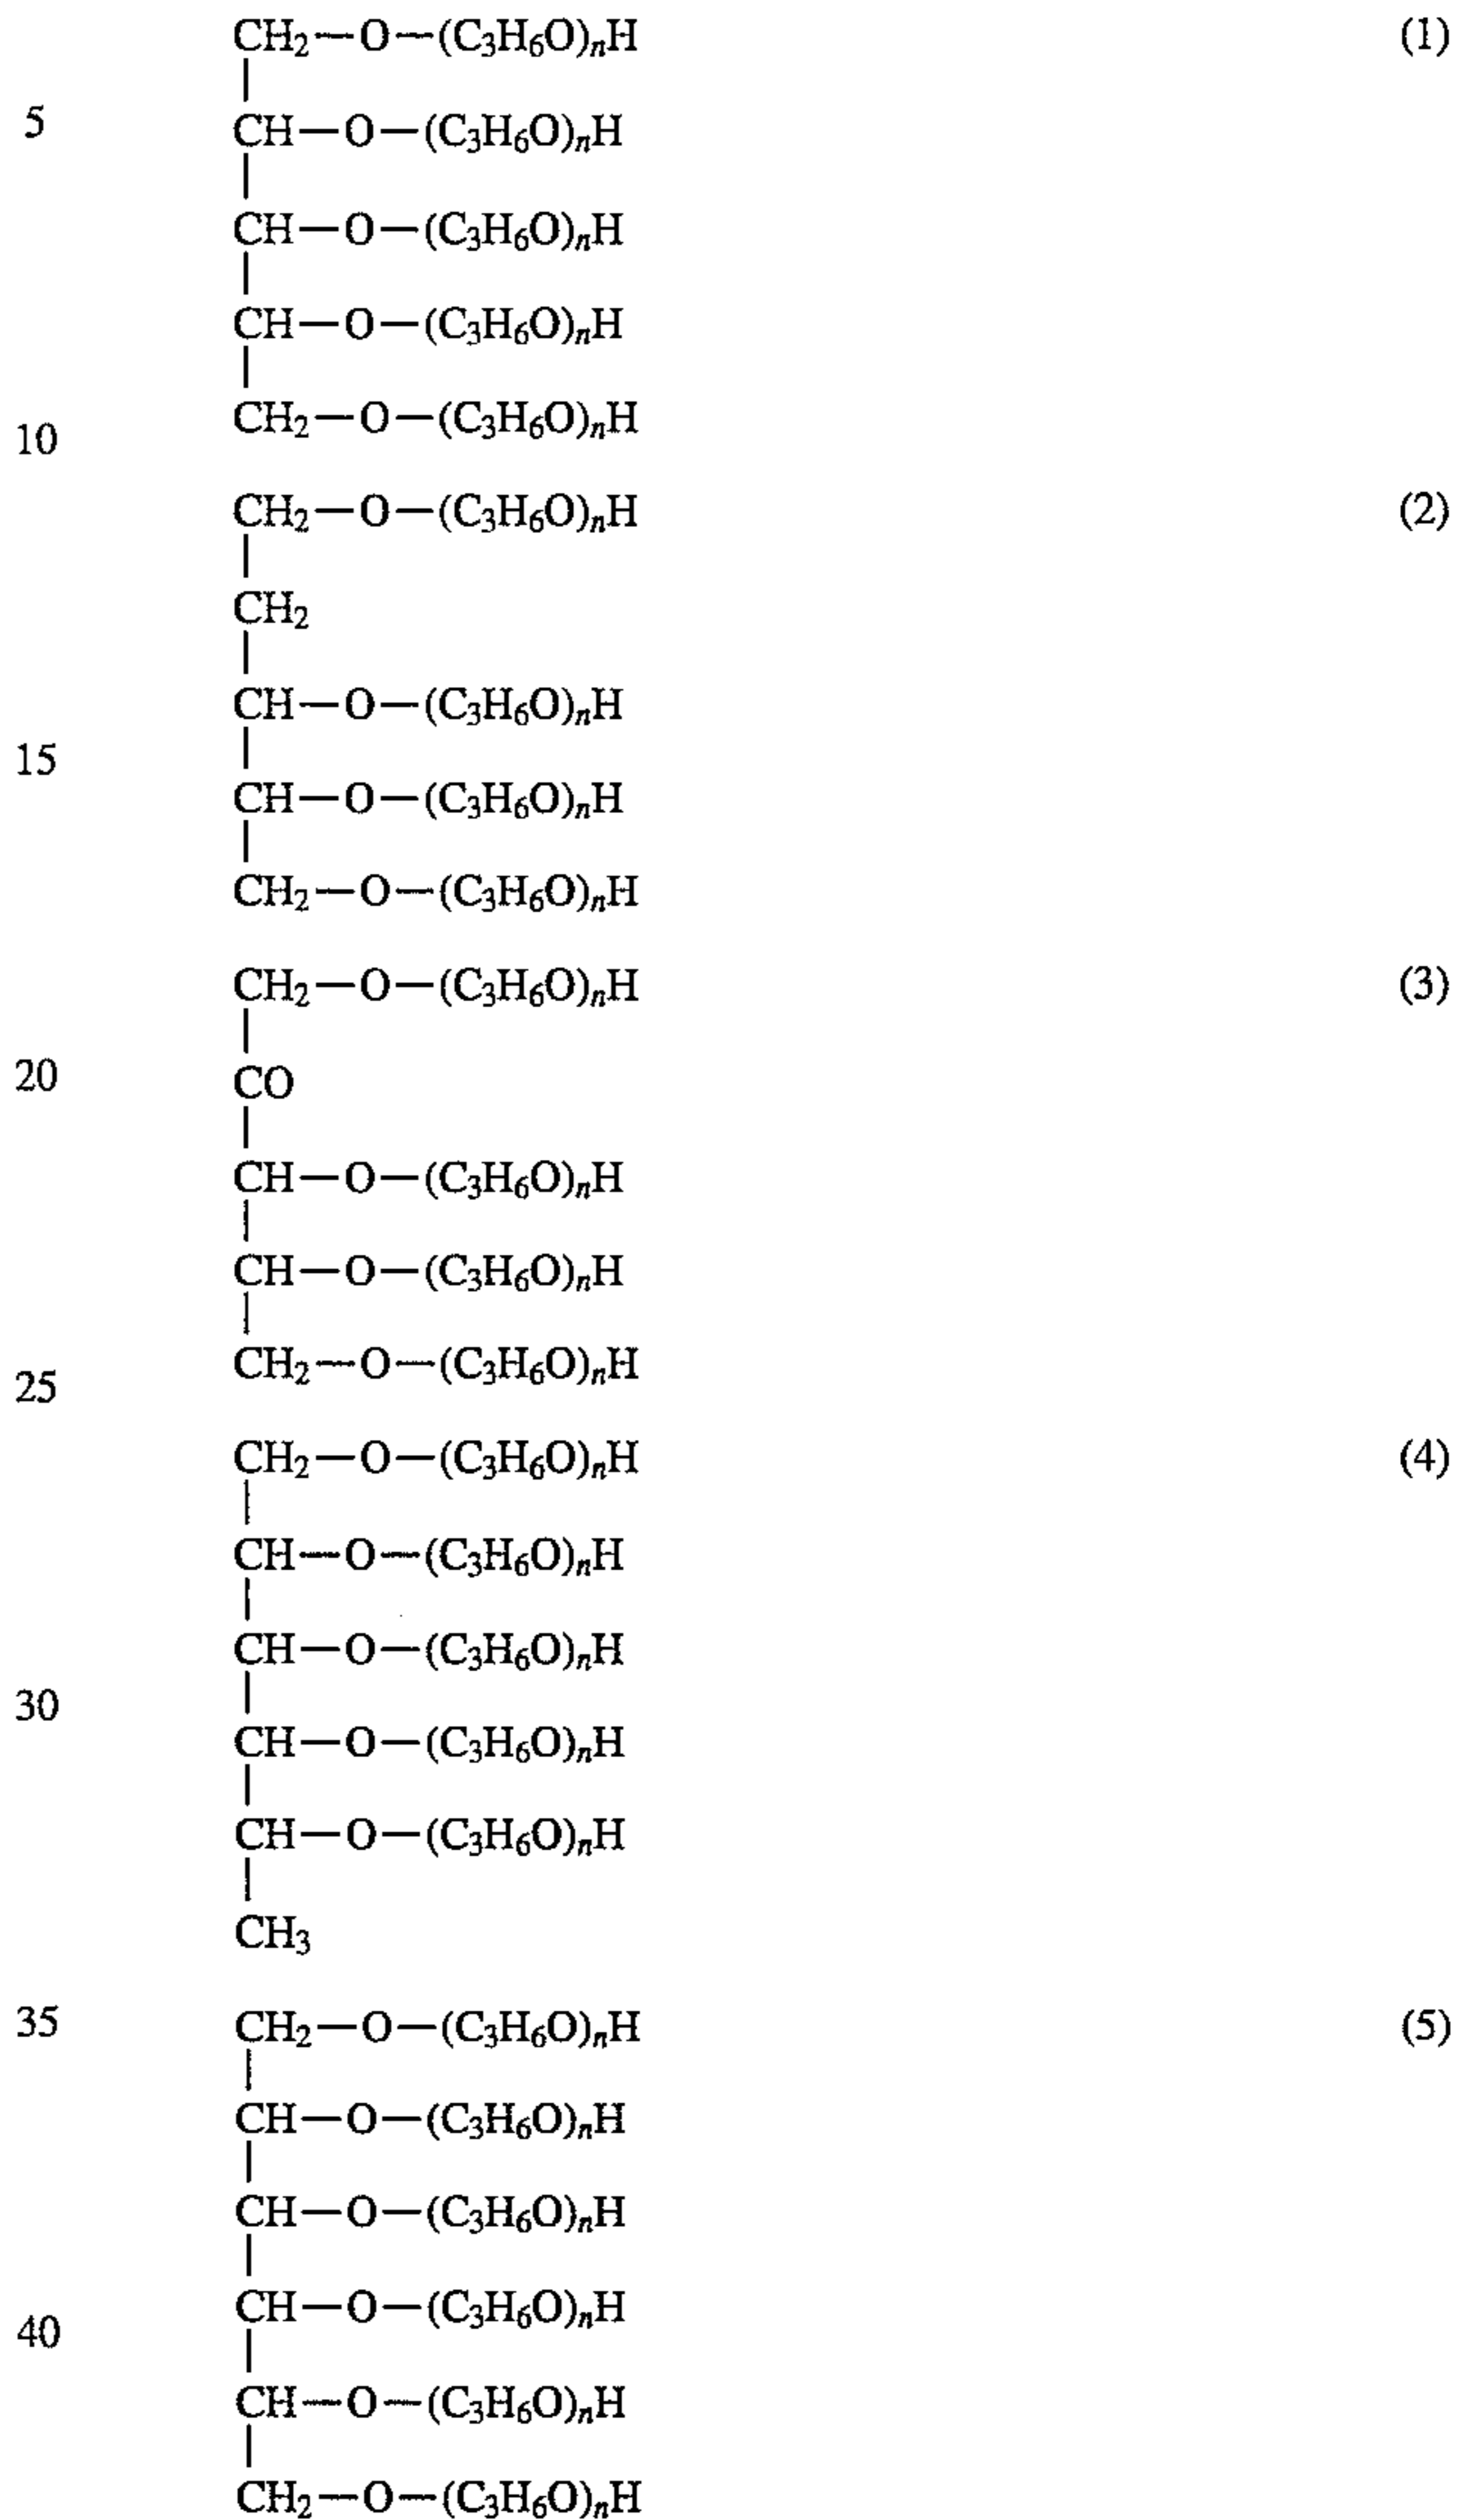 CH₂—O—(C₃H₆O)ₙH (1)
5 CH—O—(C₃H₆O)ₙH
CH—O—(C₃H₆O)ₙH
CH—O—(C₃H₆O)ₙH
CH₂—O—(C₃H₆O)ₙH
10
CH₂—O—(C₃H₆O)ₙH (2)
CH₂
CH—O—(C₃H₆O)ₙH
15
CH—O—(C₃H₆O)ₙH
CH₂—O—(C₃H₆O)ₙH
CH₂—O—(C₃H₆O)ₙH (3)
20 CO
CH—O—(C₃H₆O)ₙH
CH—O—(C₃H₆O)ₙH
CH₂—O—(C₃H₆O)ₙH
25
CH₂—O—(C₃H₆O)ₙH (4)
CH—O—(C₃H₆O)ₙH
CH—O—(C₃H₆O)ₙH
30
CH—O—(C₃H₆O)ₙH
CH—O—(C₃H₆O)ₙH
CH₃
35 CH₂—O—(C₃H₆O)ₙH (5)
CH—O—(C₃H₆O)ₙH
CH—O—(C₃H₆O)ₙH
CH—O—(C₃H₆O)ₙH
40
CH—O—(C₃H₆O)ₙH
CH₂—O—(C₃H₆O)ₙH